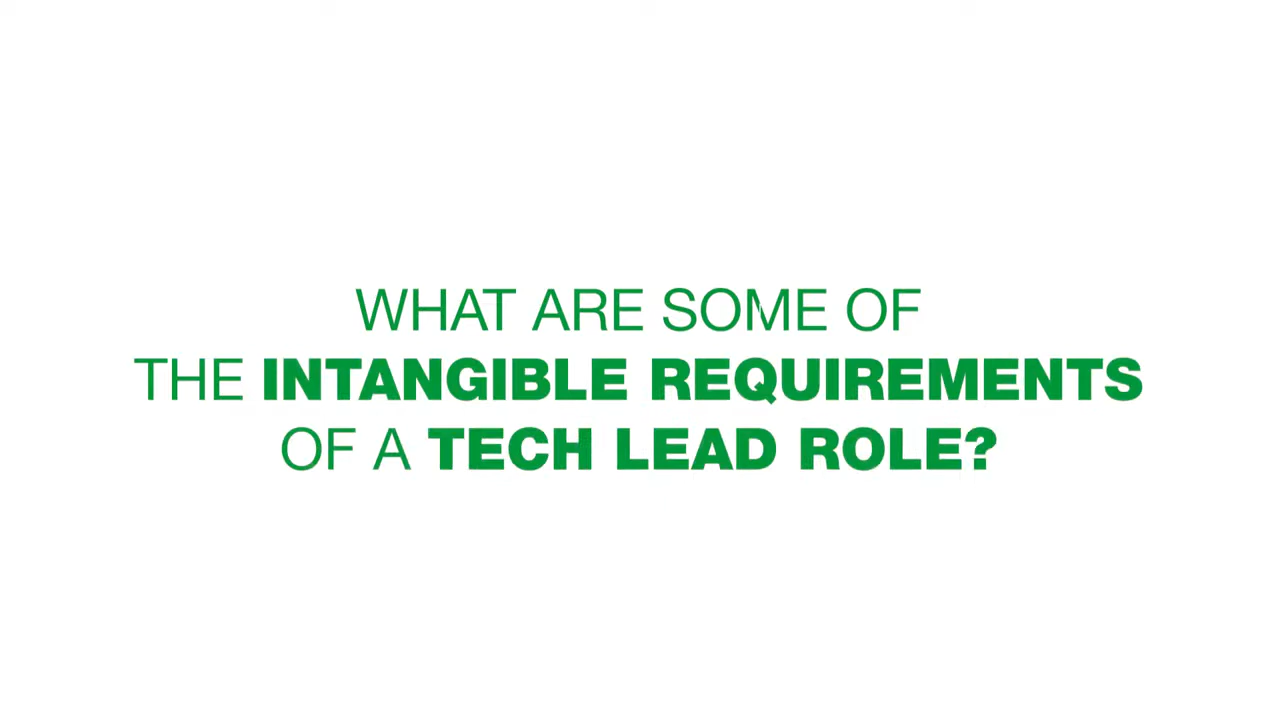 WHAT ARE SOME OF
THE INTANGIBLE REQUIREMENTS
OF A TECH LEAD ROLE?